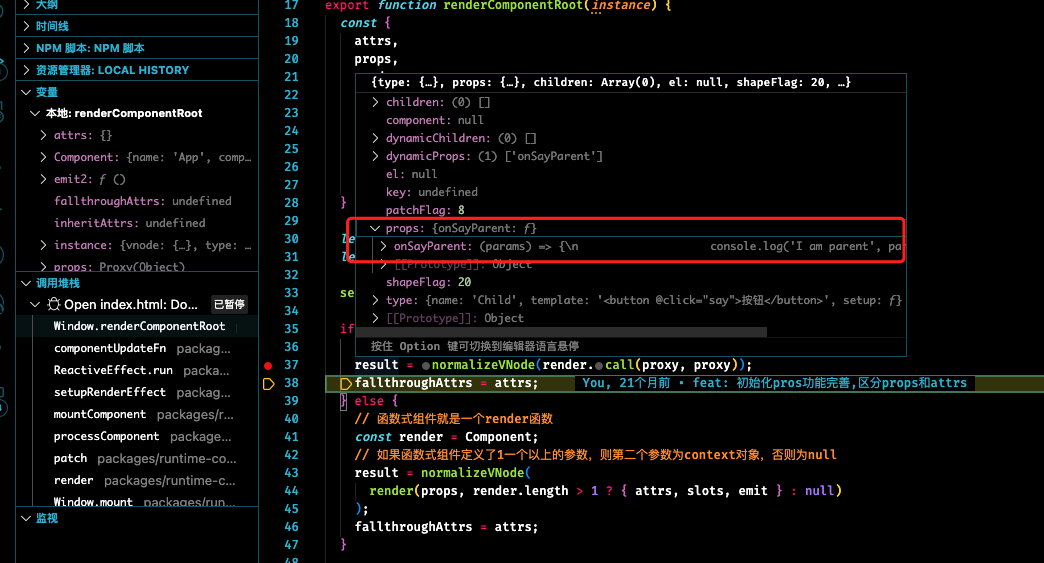 大纲
时间线
NPM 脚本: NPM 脚本
资源管理器: LOCAL HISTORY
变量
本地: renderComponentRoot
attrs: {}
Component: {name: 'App', comp…
emit2: ƒ ()
fallthroughAttrs: undefined
inheritAttrs: undefined
instance: {vnode: {…}, type: …
props: Proxy(Object)
调用堆栈
Open index.html: Do… 已暂停
Window.renderComponentRoot
componentUpdateFn packag…
ReactiveEffect.run packa…
setupRenderEffect packag…
mountComponent packages/r…
processComponent package…
patch packages/runtime-co…
render packages/runtime-c…
Window.mount packages/run…
监视
17 export function renderComponentRoot(instance) {
18 const {
19 attrs,
20 props,
21
22
23
24
25
26
27
28 }
29
30 le
31 le
32
33 se
34
35 if
36
{type: {…}, props: {…}, children: Array(0), el: null, shapeFlag: 20, …}
children: (0) []
component: null
dynamicChildren: (0) []
dynamicProps: (1) ['onSayParent']
el: null
key: undefined
patchFlag: 8
props: {onSayParent: ƒ}
onSayParent: (params) => {\n console.log('I am parent', pa
[[Prototype]]: Object
shapeFlag: 20
type: {name: 'Child', template: '<button @click="say">按钮</button>', setup: ƒ}
[[Prototype]]: Object
按住 Option 键可切换到编辑器语言悬停
37 result = normalizeVNode(render.call(proxy, proxy));
38 fallthroughAttrs = attrs; You, 21个月前 • feat: 初始化pros功能完善,区分props和attrs
39 } else {
40 // 函数式组件就是一个render函数
41 const render = Component;
42 // 如果函数式组件定义了1一个以上的参数，则第二个参数为context对象，否则为null
43 result = normalizeVNode(
44 render(props, render.length > 1 ? { attrs, slots, emit } : null)
45 );
46 fallthroughAttrs = attrs;
47 }
48